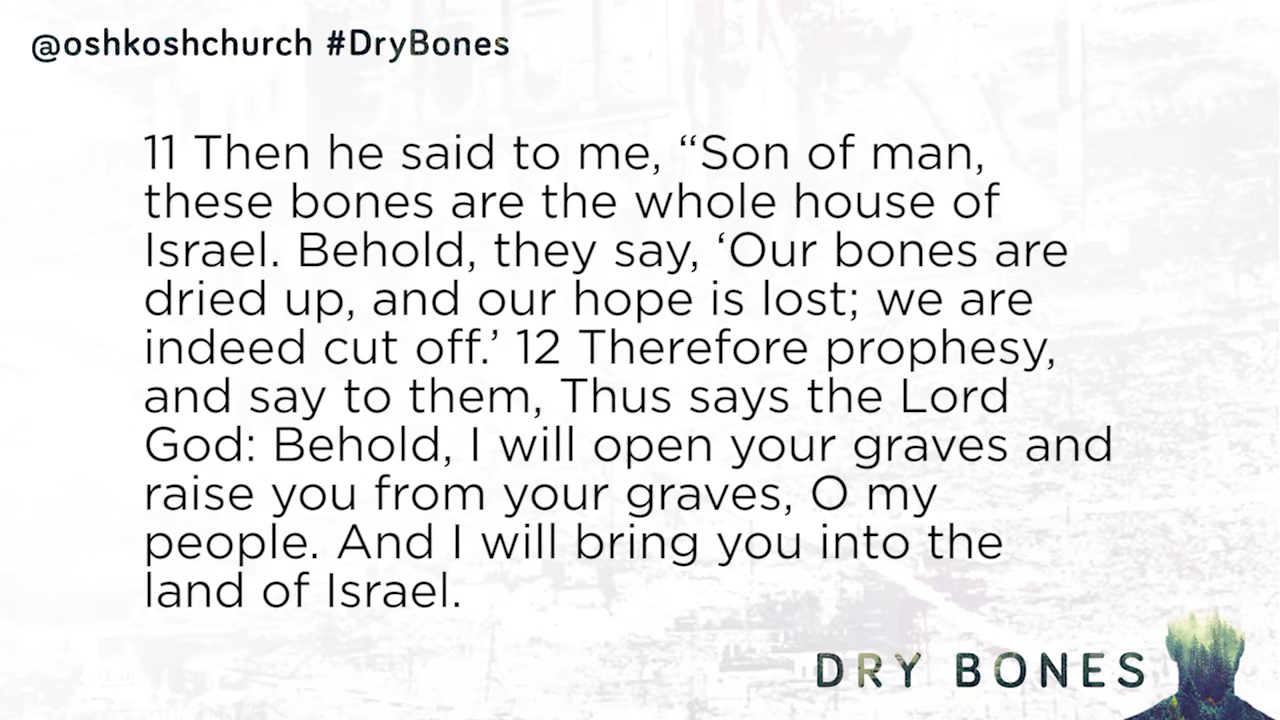 @oshkoshchurch #DryBones
11 Then he said to me, “Son of man,
these bones are the whole house of
Israel. Behold, they say, ‘Our bones are
dried up, and our hope is lost; we are
indeed cut off.’ 12 Therefore prophesy,
and say to them, Thus says the Lord
God: Behold, I will open your graves and
raise you from your graves, O my
people. And I will bring you into the
land of Israel.
DRY BONES